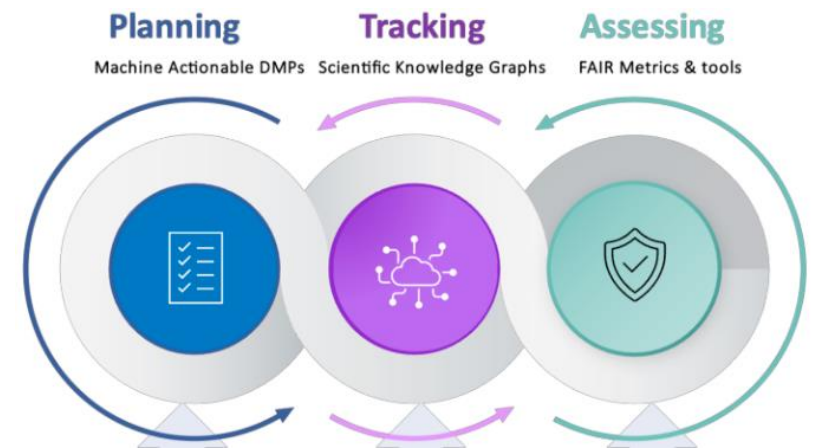 Planning
Machine Actionable DMPs
Tracking
Scientific Knowledge Graphs
Assessing
FAIR Metrics & tools